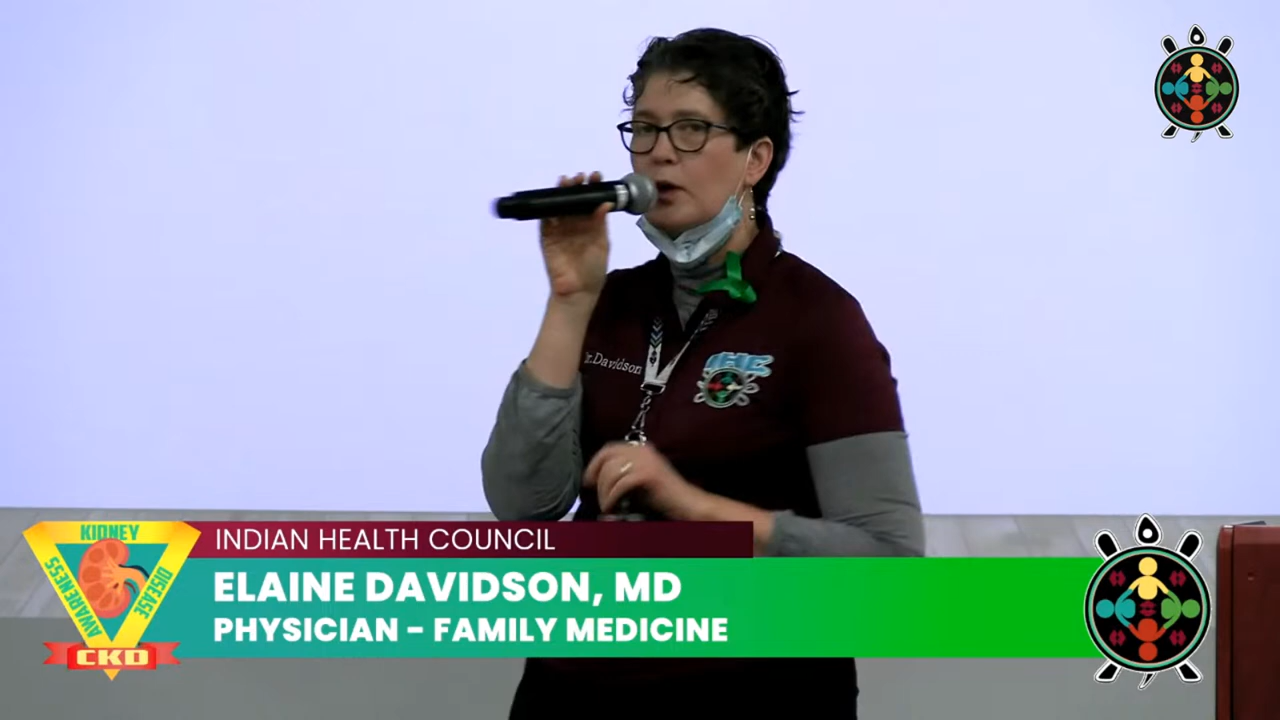 Dr.Davidson
IHC
INDIAN HEALTH COUNCIL
ELAINE DAVIDSON, MD
PHYSICIAN - FAMILY MEDICINE
KIDNEY
DISEASE
AWARENESS
CKD